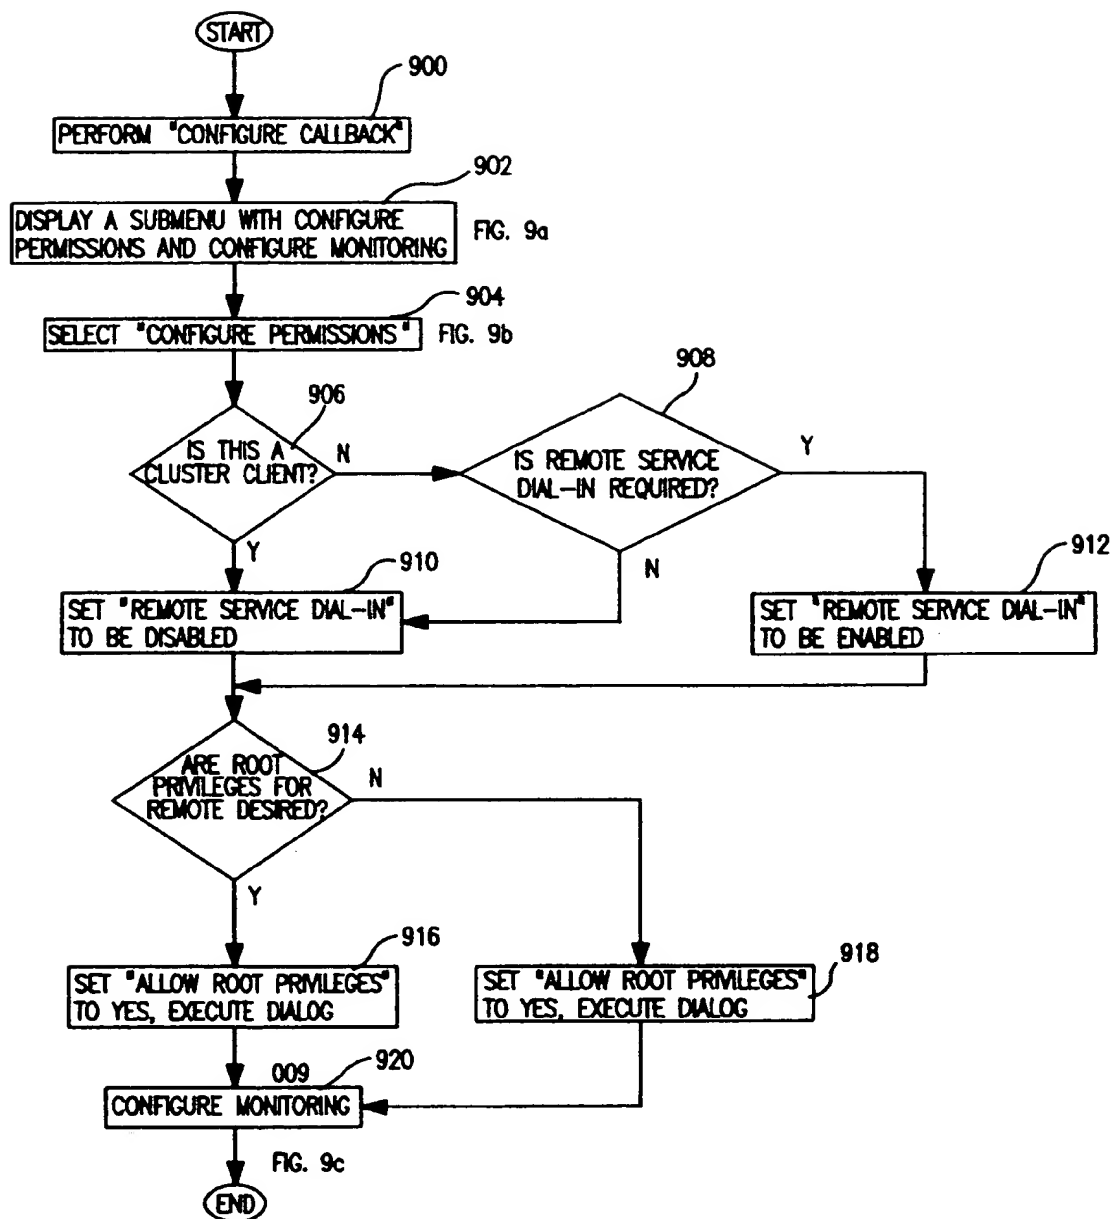 START
900
PERFORM "CONFIGURE CALLBACK"
902
DISPLAY A SUBMENU WITH CONFIGURE
PERMISSIONS AND CONFIGURE MONITORING
FIG. 9a
904
SELECT "CONFIGURE PERMISSIONS"
FIG. 9b
906
IS THIS A
CLUSTER CLIENT?
N
Y
908
IS REMOTE SERVICE
DIAL-IN REQUIRED?
Y
N
910
SET "REMOTE SERVICE DIAL-IN"
TO BE DISABLED
912
SET "REMOTE SERVICE DIAL-IN"
TO BE ENABLED
914
ARE ROOT
PRIVILEGES FOR
REMOTE DESIRED?
N
Y
916
SET "ALLOW ROOT PRIVILEGES"
TO YES, EXECUTE DIALOG
918
SET "ALLOW ROOT PRIVILEGES"
TO YES, EXECUTE DIALOG
009
920
CONFIGURE MONITORING
FIG. 9c
END